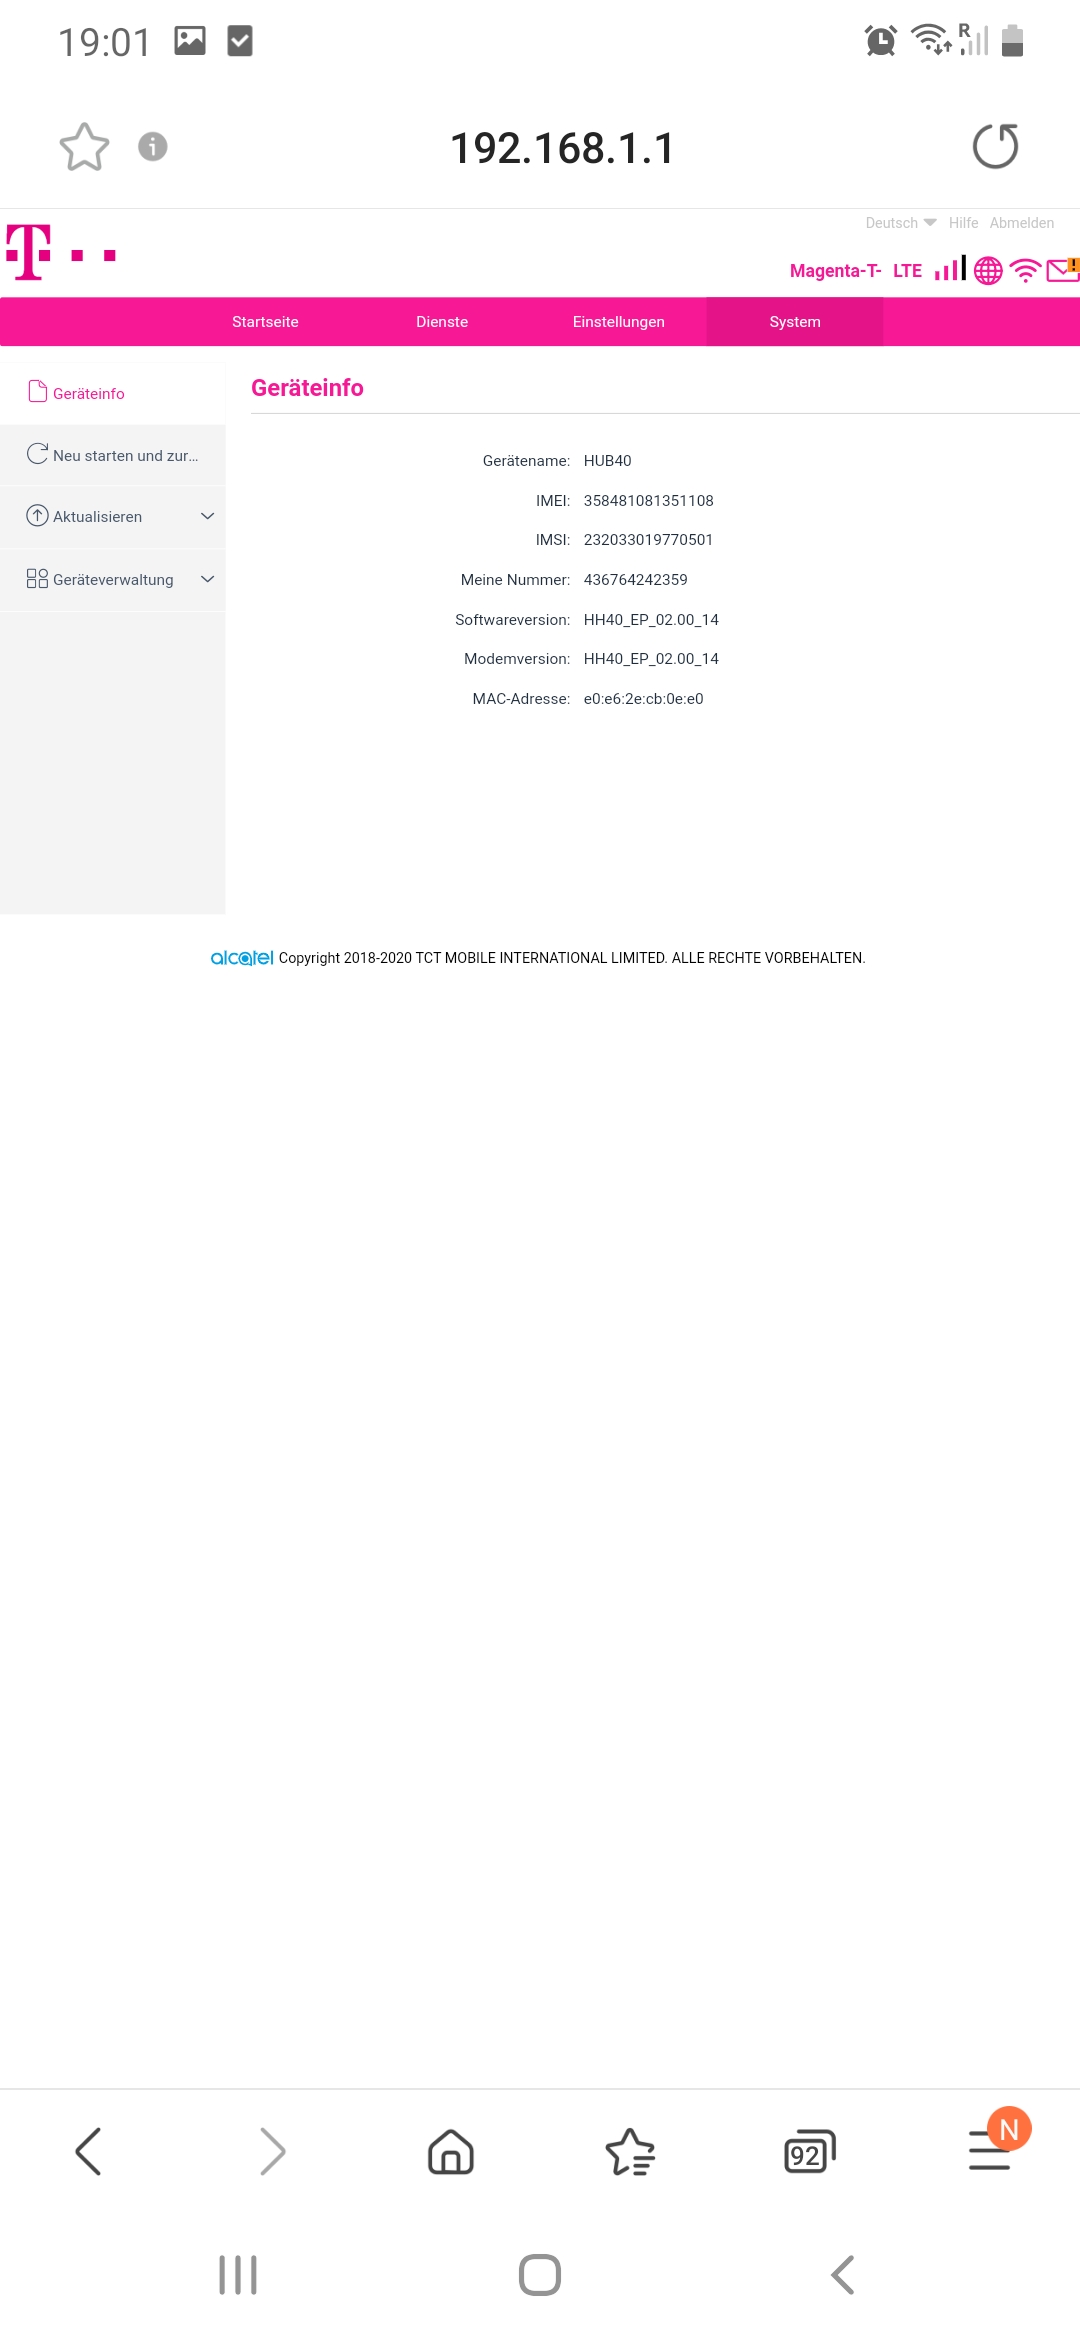 19:01
R
192.168.1.1
Deutsch Hilfe Abmelden
T
Magenta-T- LTE
Startseite Dienste Einstellungen System
Geräteinfo
Neu starten und zur...
Aktualisieren
Geräteverwaltung
Geräteinfo
Gerätename: HUB40
IMEI: 358481081351108
IMSI: 232033019770501
Meine Nummer: 436764242359
Softwareversion: HH40_EP_02.00_14
Modemversion: HH40_EP_02.00_14
MAC-Adresse: e0:e6:2e:cb:0e:e0
alcatel Copyright 2018-2020 TCT MOBILE INTERNATIONAL LIMITED. ALLE RECHTE VORBEHALTEN.
92
N